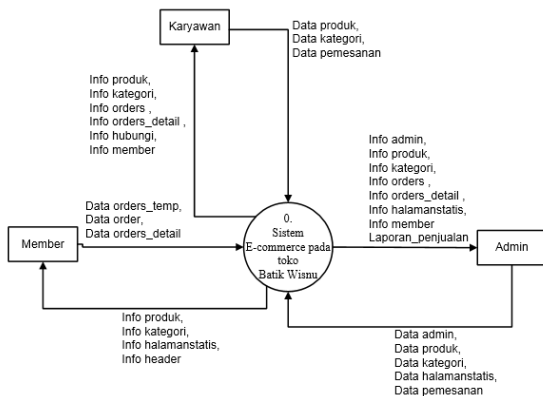 Karyawan
Data produk,
Data kategori,
Data pemesanan
Info produk,
Info kategori,
Info orders ,
Info orders_detail ,
Info hubungi,
Info member
Info admin,
Info produk,
Info kategori,
Info orders ,
Info orders_detail ,
Info halamanstatis,
Info member
Laporan_penjualan
Data orders_temp,
Data order,
Data orders_detail
Member
0.
Sistem
E-commerce pada
toko
Batik Wisnu
Admin
Info produk,
Info kategori,
Info halamanstatis,
Info header
Data admin,
Data produk,
Data kategori,
Data halamanstatis,
Data pemesanan